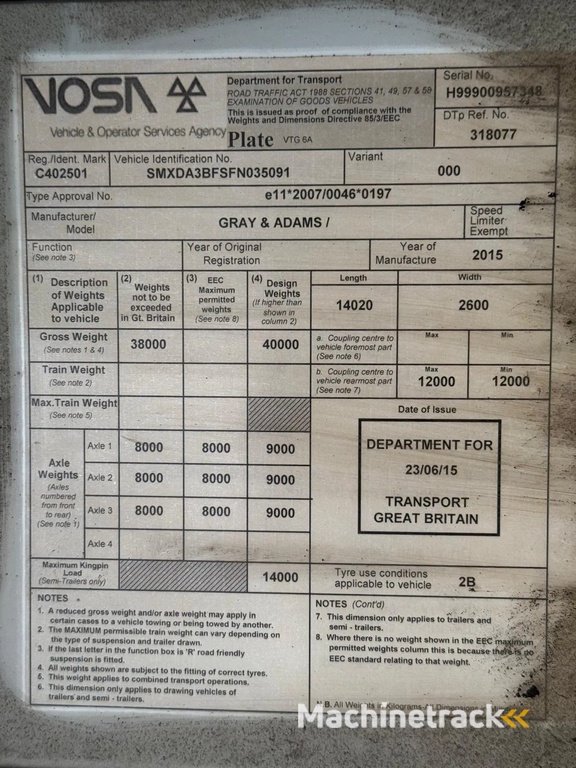 VOSA
Vehicle & Operator Services Agency
Department for Transport
ROAD TRAFFIC ACT 1988 SECTIONS 41, 49, 57 & 58
EXAMINATION OF GOODS VEHICLES
This is issued as proof of compliance with the
Weights and Dimensions Directive 85/3/EEC
Plate VTG 6A
Serial No.
H99900957348
DTp Ref. No.
318077
Reg./Ident. Mark
C402501
Vehicle Identification No.
SMXDA3BFSFN035091
Variant
000
Type Approval No.
e11*2007/0046*0197
Manufacturer/
Model
GRAY & ADAMS /
Speed
Limiter
Exempt
Function
(See note 3)
Year of Original
Registration
Year of
Manufacture
2015
(1) Description
of Weights
Applicable
to vehicle
(2) Weights
not to be
exceeded
in Gt. Britain
(3) EEC
Maximum
permitted
weights
(See note 8)
(4) Design
Weights
(If higher than
shown in
column 2)
Length
14020
Width
2600
Gross Weight
(See notes 1 & 4)
38000
40000
a. Coupling centre to
vehicle foremost part
(See note 6)
Max
Min
Train Weight
(See note 2)
b. Coupling centre to
vehicle rearmost part
(See note 7)
Max
12000
Min
12000
Max.Train Weight
(See note 5)
Date of Issue
Axle
Weights
(Axles
numbered
from front
to rear)
(See note 1)
Axle 1
8000
8000
9000
Axle 2
8000
8000
9000
Axle 3
8000
8000
9000
Axle 4
DEPARTMENT FOR
23/06/15
TRANSPORT
GREAT BRITAIN
Maximum Kingpin
Load
(Semi-Trailers only)
14000
Tyre use conditions
applicable to vehicle
2B
NOTES
1. A reduced gross weight and/or axle weight may apply in
certain cases to a vehicle towing or being towed by another.
2. The MAXIMUM permissible train weight can vary depending on
the type of suspension and trailer drawn.
3. If the last letter in the function box is 'R' road friendly
suspension is fitted.
4. All weights shown are subject to the fitting of correct tyres.
5. This weight applies to combined transport operations.
6. This dimension only applies to drawing vehicles of
trailers and semi - trailers.
NOTES (Cont'd)
7. This dimension only applies to trailers and
semi - trailers.
8. Where there is no weight shown in the EEC maximum
permitted weights column this is because there is no
EEC standard relating to that weight.
N.B. All Weights in Kilograms-All Dimensions
Machinetrack